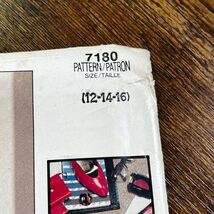 7180
PATTERN/PATRON
SIZE/TAILLE
(12-14-16)